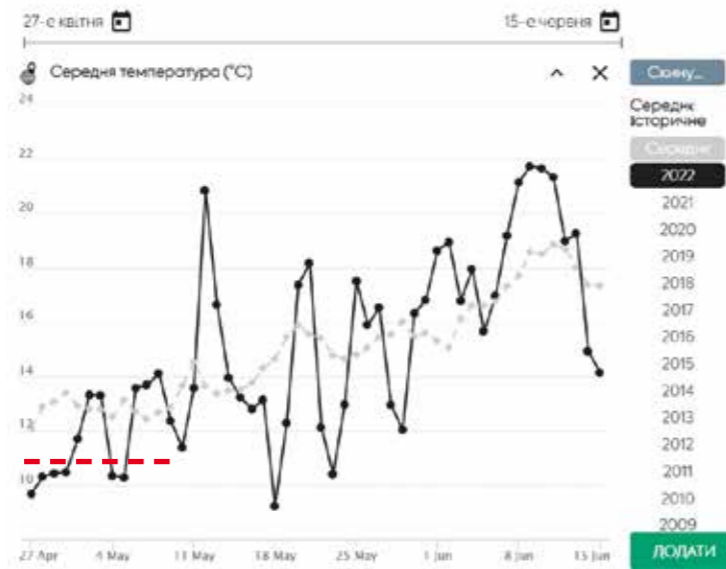 27-е квітня
15-е червня
Середня температура (°C)
24
22
20
18
16
14
12
10
27 Apr
4 May
11 May
18 May
25 May
1 Jun
8 Jun
15 Jun
Скину_
Середнє
історичне
Середнє
2022
2021
2020
2019
2018
2017
2016
2015
2014
2013
2012
2011
2010
2009
ДОДАТИ